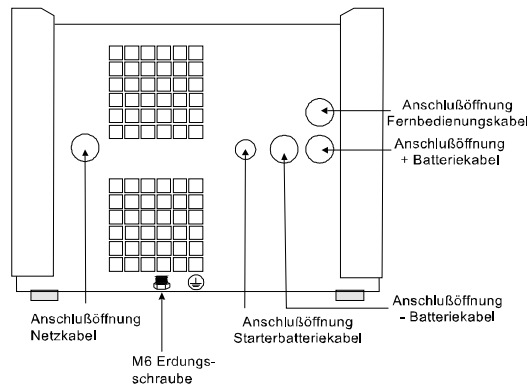 Anschlußöffnung
Fernbedienungskabel
Anschlußöffnung
+ Batteriekabel
Anschlußöffnung
- Batteriekabel
Anschlußöffnung
Netzkabel
Anschlußöffnung
Starterbatteriekabel
M6 Erdungs-
schraube